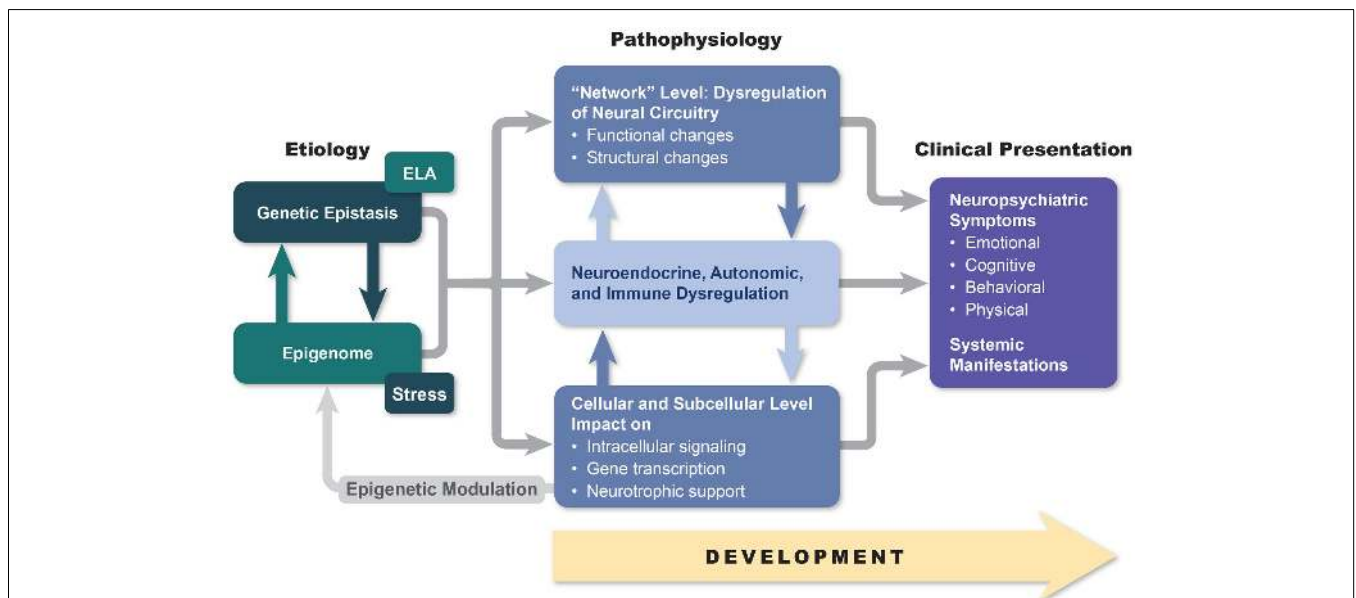 Pathophysiology
"Network" Level: Dysregulation
of Neural Circuitry
• Functional changes
• Structural changes
Etiology
ELA
Genetic Epistasis
Epigenome
Stress
Neuroendocrine, Autonomic,
and Immune Dysregulation
Cellular and Subcellular Level
Impact on
• Intracellular signaling
• Gene transcription
• Neurotrophic support
Epigenetic Modulation
Clinical Presentation
Neuropsychiatric
Symptoms
• Emotional
• Cognitive
• Behavioral
• Physical
Systemic
Manifestations
DEVELOPMENT